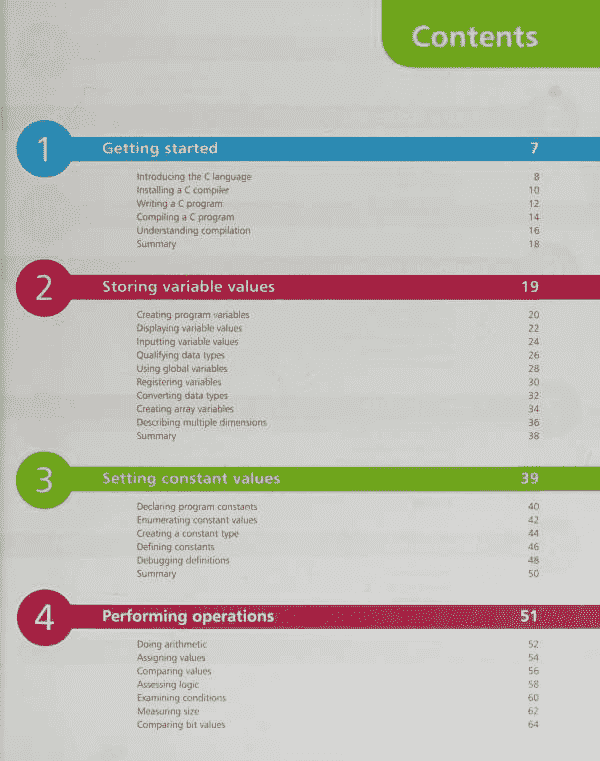 Contents
1 Getting started 7
Introducing the C language 8
Installing a C compiler 10
Writing a C program 12
Compiling a C program 14
Understanding compilation 16
Summary 18
2 Storing variable values 19
Creating program variables 20
Displaying variable values 22
Inputting variable values 24
Qualifying data types 26
Using global variables 28
Registering variables 30
Converting data types 32
Creating array variables 34
Describing multiple dimensions 36
Summary 38
3 Setting constant values 39
Declaring program constants 40
Enumerating constant values 42
Creating a constant type 44
Defining constants 46
Debugging definitions 48
Summary 50
4 Performing operations 51
Doing arithmetic 52
Assigning values 54
Comparing values 56
Assessing logic 58
Examining conditions 60
Measuring size 62
Comparing bit values 64